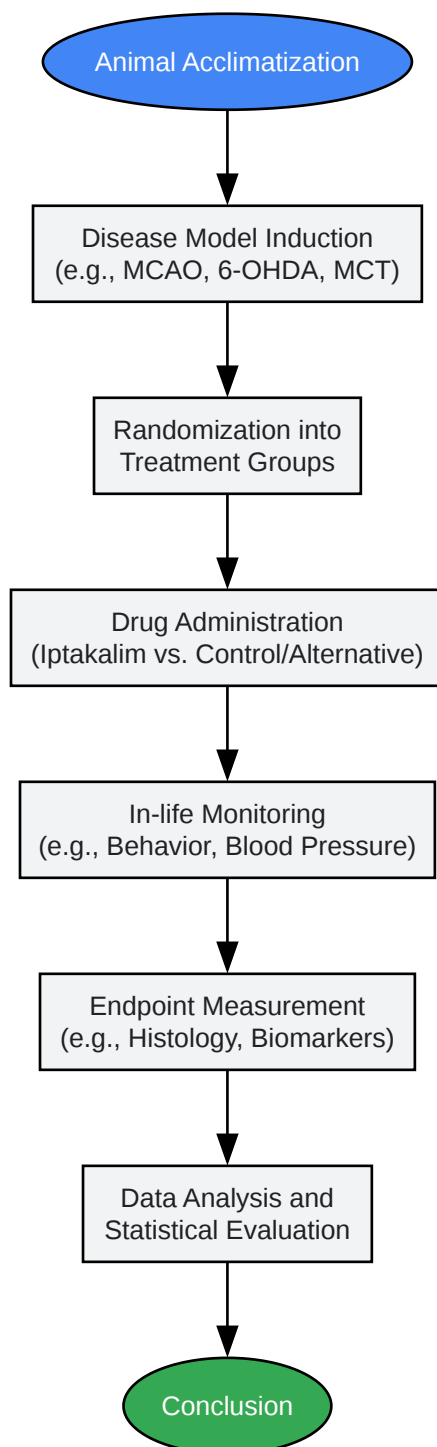 Animal Acclimatization
Disease Model Induction
(e.g., MCAO, 6-OHDA, MCT)
Randomization into
Treatment Groups
Drug Administration
(Iptakalim vs. Control/Alternative)
In-life Monitoring
(e.g., Behavior, Blood Pressure)
Endpoint Measurement
(e.g., Histology, Biomarkers)
Data Analysis and
Statistical Evaluation
Conclusion